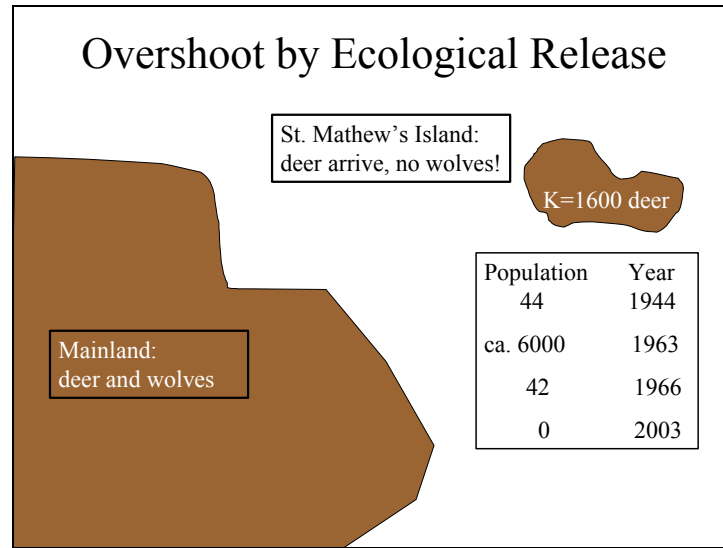 Overshoot by Ecological Release
St. Mathew's Island:
deer arrive, no wolves!
K=1600 deer
Population Year
44 1944
ca. 6000 1963
42 1966
0 2003
Mainland:
deer and wolves